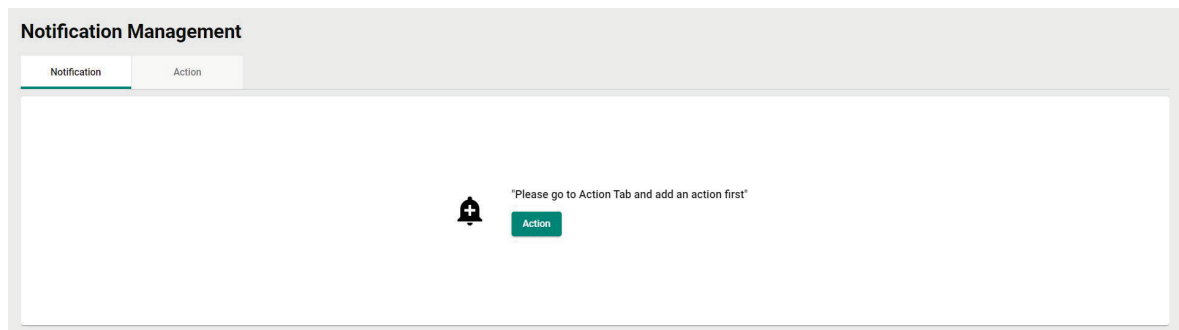 Notification Management
Notification Action
"Please go to Action Tab and add an action first"
Action